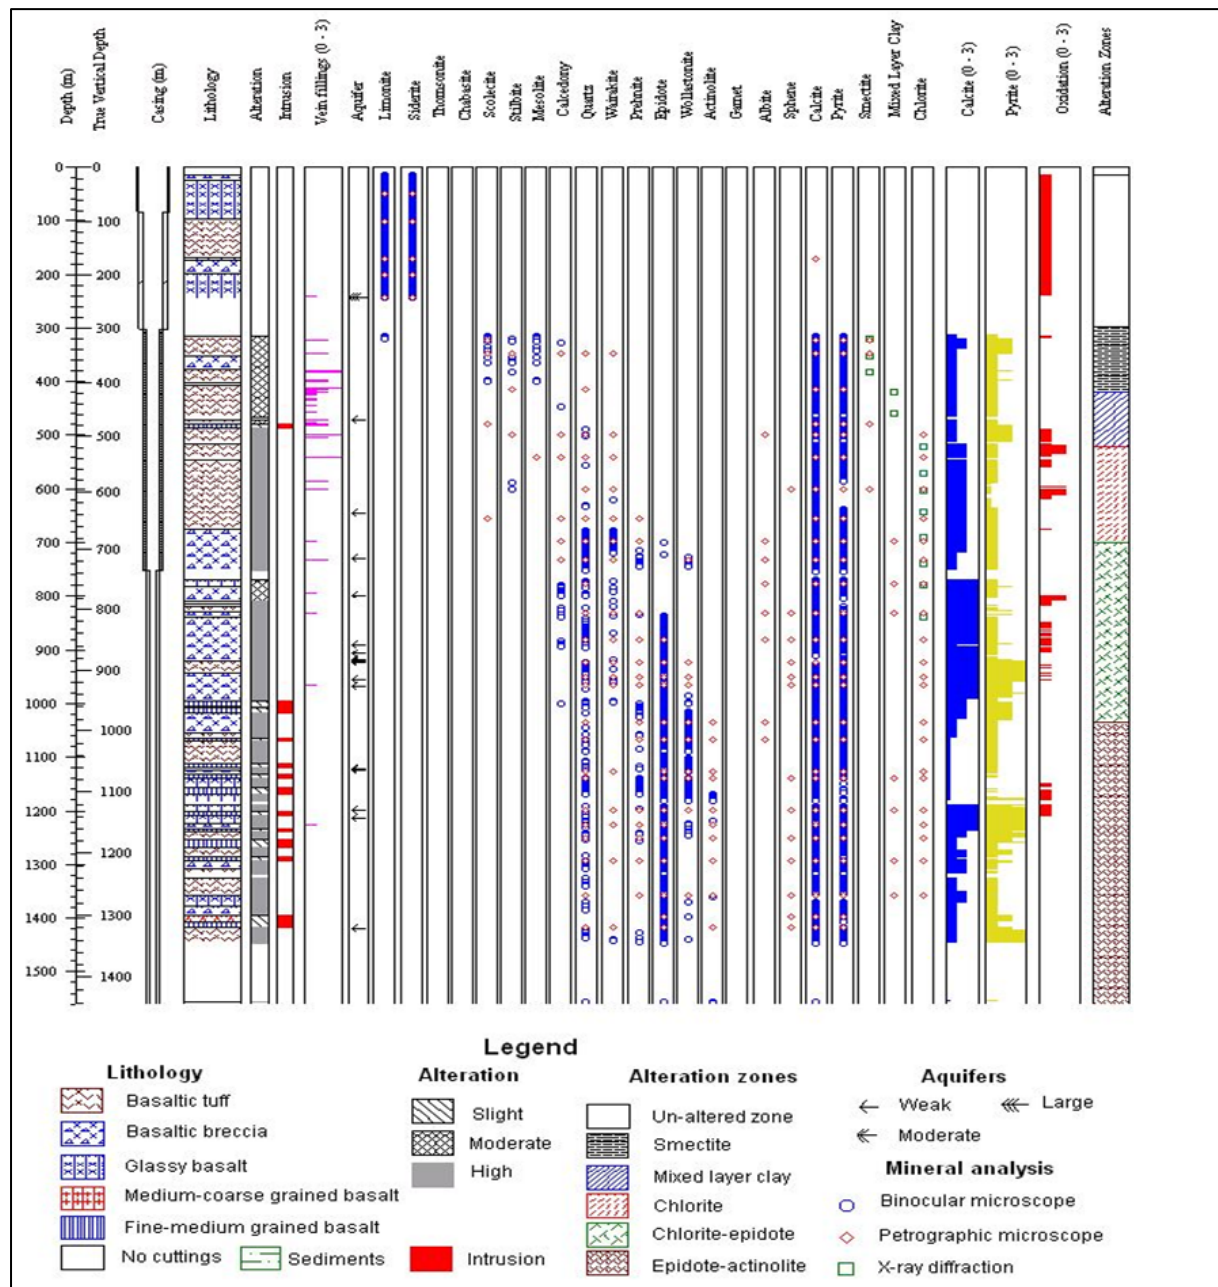 Depth (m)
True Vertical Depth
Casing (m)
Lithology
Alteration
Intrusion
Vein fillings (0 - 3)
Aquifer
Limonite
Siderite
Thomsonite
Chabasite
Scolecite
Stilbite
Mesolite
Calcedony
Quartz
Wairakite
Prehnite
Epidote
Wollastonite
Actinolite
Garnet
Albite
Sphene
Calcite
Pyrite
Smectite
Mixed Layer Clay
Chlorite
Calcite (0 - 3)
Pyrite (0 - 3)
Oxidation (0 - 3)
Alteration Zones
0 0
100 100
200 200
300 300
400 400
500 500
600 600
700 700
800 800
900 900
1000 1000
1100 1100
1200 1200
1300 1300
1400 1400
1500
Legend
Lithology
Basaltic tuff
Basaltic breccia
Glassy basalt
Medium-coarse grained basalt
Fine-medium grained basalt
No cuttings Sediments
Alteration
Slight
Moderate
High
Intrusion
Alteration zones
Un-altered zone
Smectite
Mixed layer clay
Chlorite
Chlorite-epidote
Epidote-actinolite
Aquifers
Weak Large
Moderate
Mineral analysis
Binocular microscope
Petrographic microscope
X-ray diffraction